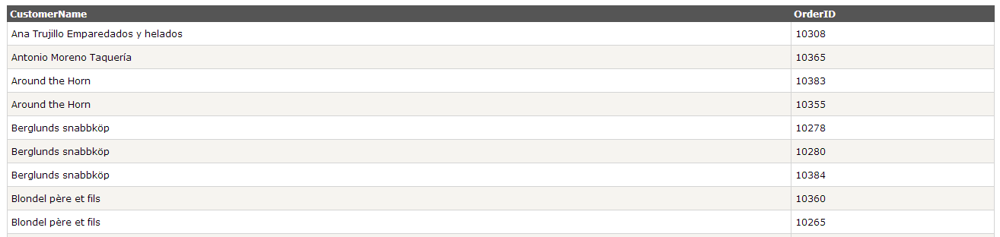 CustomerName OrderID
Ana Trujillo Emparedados y helados 10308
Antonio Moreno Taquería 10365
Around the Horn 10383
Around the Horn 10355
Berglunds snabbköp 10278
Berglunds snabbköp 10280
Berglunds snabbköp 10384
Blondel père et fils 10360
Blondel père et fils 10265